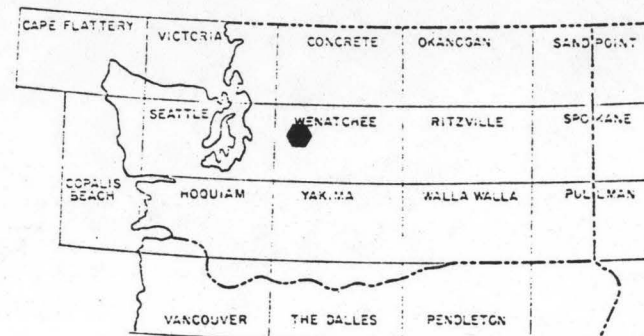 CAPE FLATTERY VICTORIA CONCRETE OKANOGAN SANDPOINT
SEATTLE WENATCHEE RITZVILLE SPOKANE
COPALIS BEACH HOQUIAM YAKIMA WALLA WALLA PULLMAN
VANCOUVER THE DALLES PENDLETON